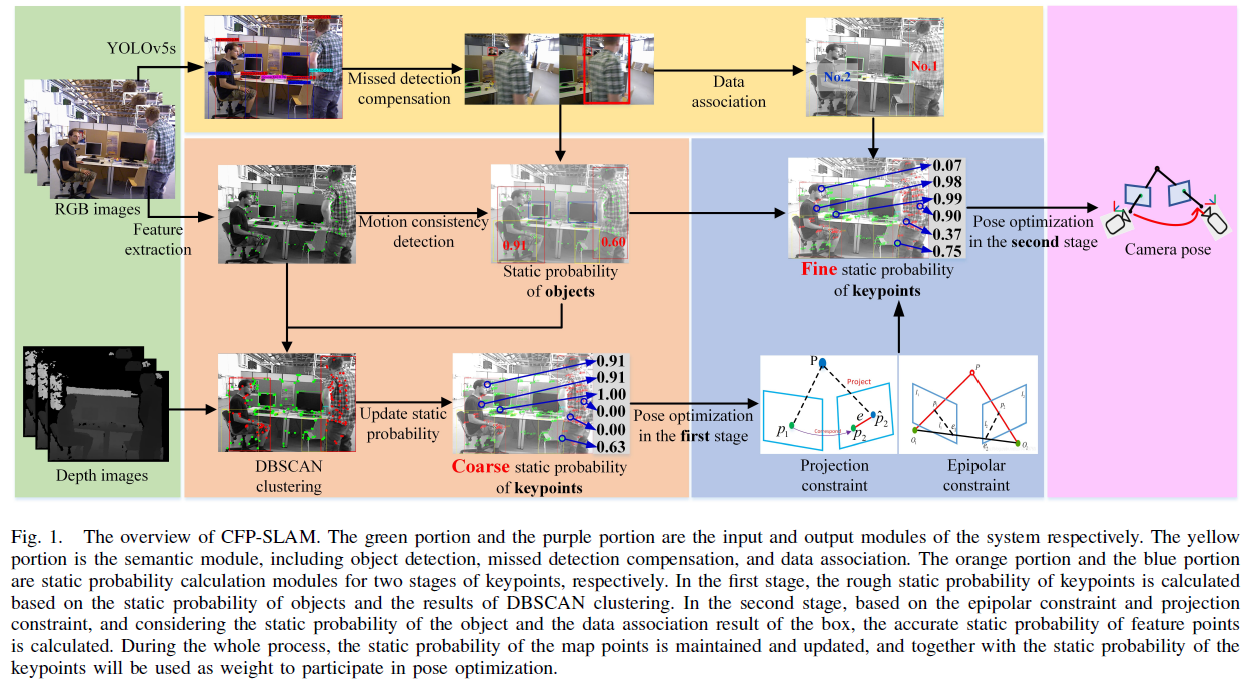 YOLOv5s
Missed detection
compensation
Data
association
No.2
No.1
RGB images
Feature
extraction
Motion consistency
detection
0.91
0.60
Static probability
of objects
0.07
0.98
0.99
0.90
0.37
0.75
Fine static probability
of keypoints
Pose optimization
in the second stage
Camera pose
Depth images
DBSCAN
clustering
Update static
probability
0.91
0.91
1.00
0.00
0.00
0.63
Coarse static probability
of keypoints
Pose optimization
in the first stage
P
Project
p1
Correspond
e
p2
p̂2
Projection
constraint
P
I1
I2
p1
p2
O1
O2
Epipolar
constraint
Fig. 1. The overview of CFP-SLAM. The green portion and the purple portion are the input and output modules of the system respectively. The yellow
portion is the semantic module, including object detection, missed detection compensation, and data association. The orange portion and the blue portion
are static probability calculation modules for two stages of keypoints, respectively. In the first stage, the rough static probability of keypoints is calculated
based on the static probability of objects and the results of DBSCAN clustering. In the second stage, based on the epipolar constraint and projection
constraint, and considering the static probability of the object and the data association result of the box, the accurate static probability of feature points
is calculated. During the whole process, the static probability of the map points is maintained and updated, and together with the static probability of the
keypoints will be used as weight to participate in pose optimization.